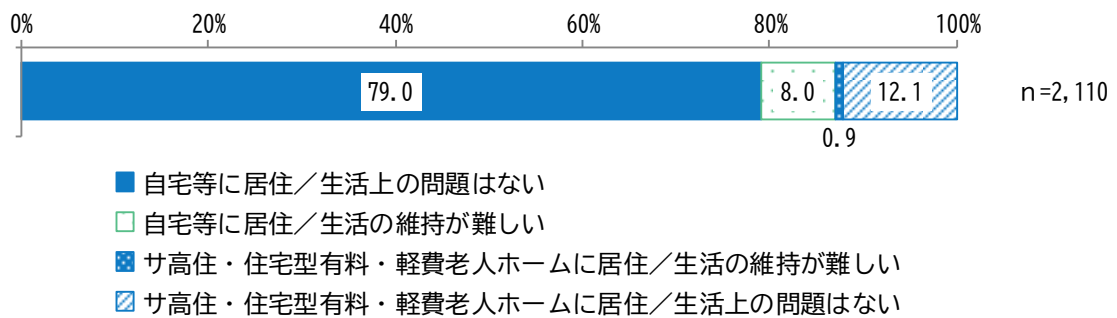 0% 20% 40% 60% 80% 100%
79.0 8.0 12.1 n=2,110
0.9
自宅等に居住／生活上の問題はない
自宅等に居住／生活の維持が難しい
サ高住・住宅型有料・軽費老人ホームに居住／生活の維持が難しい
サ高住・住宅型有料・軽費老人ホームに居住／生活上の問題はない